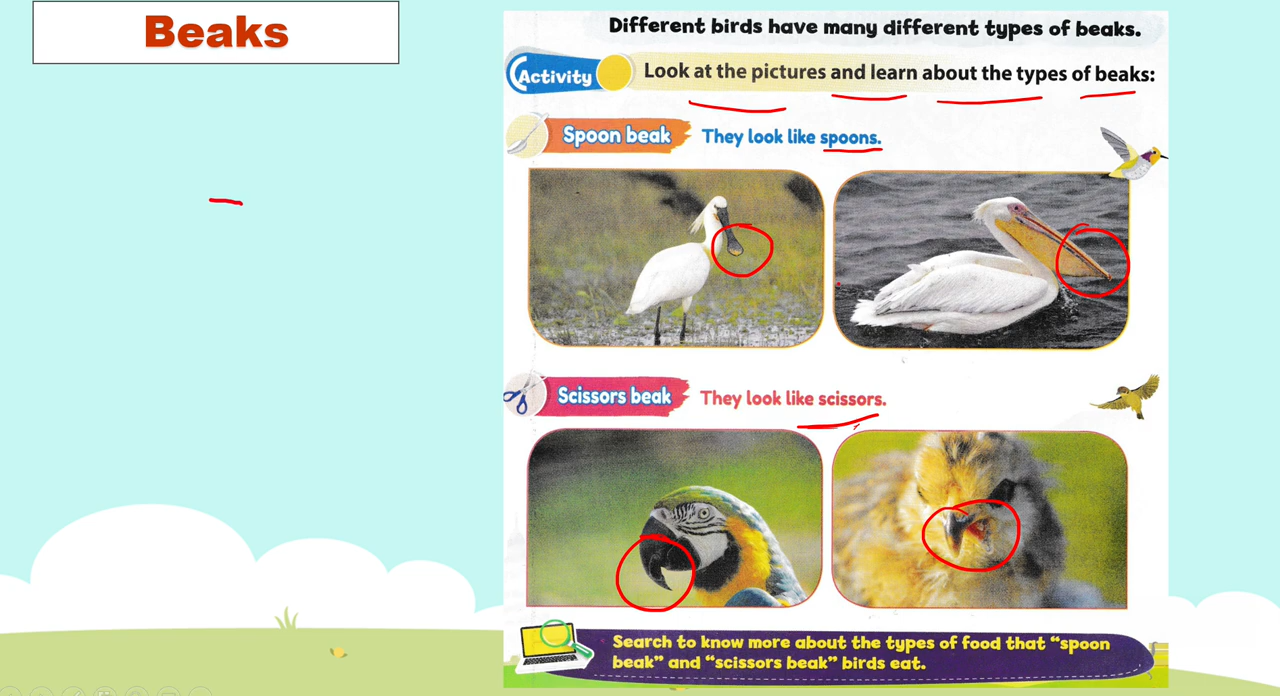 Beaks
Different birds have many different types of beaks.
Activity
Look at the pictures and learn about the types of beaks:
Spoon beak
They look like spoons.
Scissors beak
They look like scissors.
Search to know more about the types of food that “spoon
beak” and “scissors beak” birds eat.